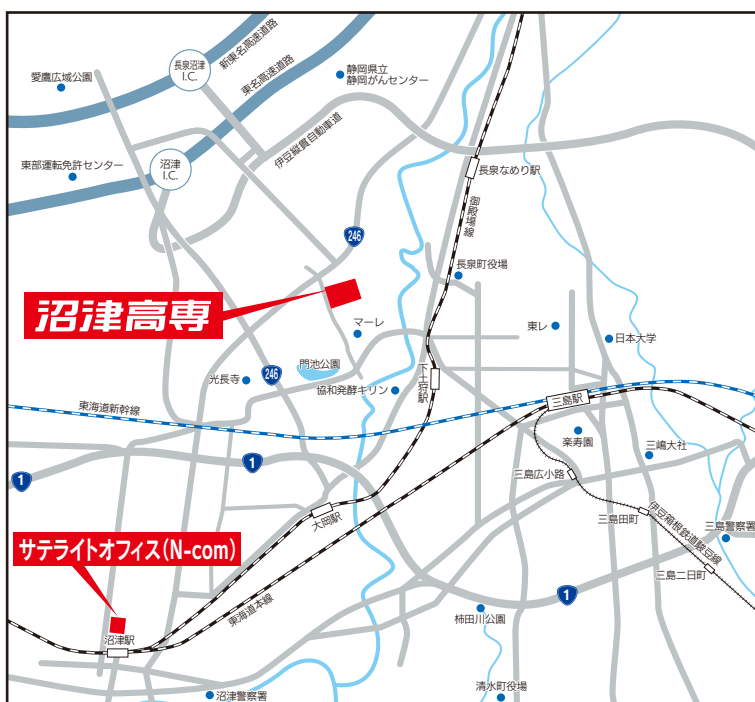 新東名高速道路
長泉沼津
I.C.
愛鷹広域公園
東名高速道路
静岡県立
静岡がんセンター
伊豆縦貫自動車道
東部運転免許センター
沼津
I.C.
長泉なめり駅
御殿場線
246
長泉町役場
沼津高専
マーレ
東レ
日本大学
門池公園
246
光長寺
協和発酵キリン
下土狩駅
三島駅
東海道新幹線
楽寿園
三嶋大社
1
1
三島広小路
大岡駅
三島田町
伊豆箱根鉄道駿豆線
三島警察署
サテライトオフィス(N-com)
三島二日町
東海道本線
1
柿田川公園
沼津駅
沼津警察署
清水町役場